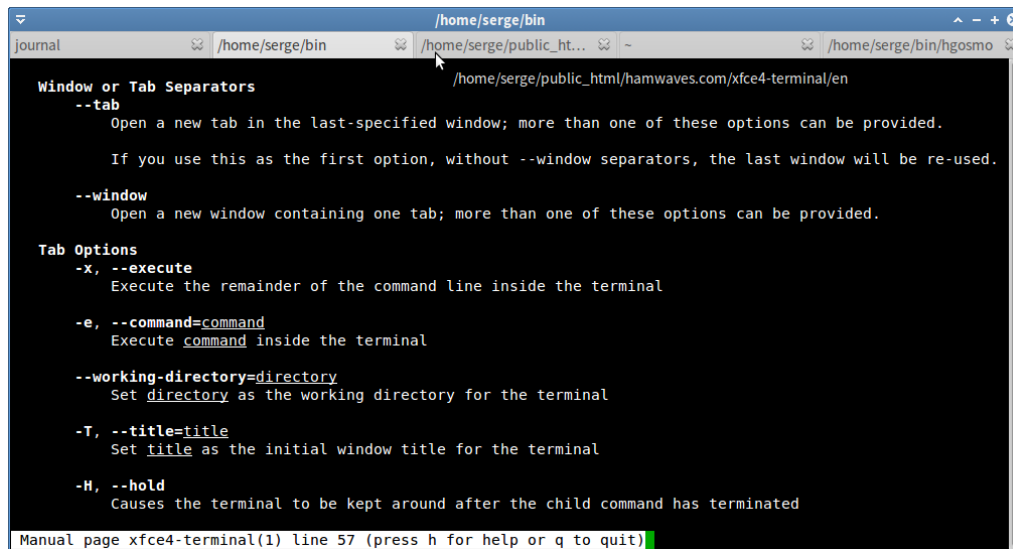 /home/serge/bin
journal /home/serge/bin /home/serge/public_ht... ~ /home/serge/bin/hgosmo
/home/serge/public_html/hamwaves.com/xfce4-terminal/en
Window or Tab Separators
--tab
Open a new tab in the last-specified window; more than one of these options can be provided.
If you use this as the first option, without --window separators, the last window will be re-used.
--window
Open a new window containing one tab; more than one of these options can be provided.
Tab Options
-x, --execute
Execute the remainder of the command line inside the terminal
-e, --command=command
Execute command inside the terminal
--working-directory=directory
Set directory as the working directory for the terminal
-T, --title=title
Set title as the initial window title for the terminal
-H, --hold
Causes the terminal to be kept around after the child command has terminated
Manual page xfce4-terminal(1) line 57 (press h for help or q to quit)